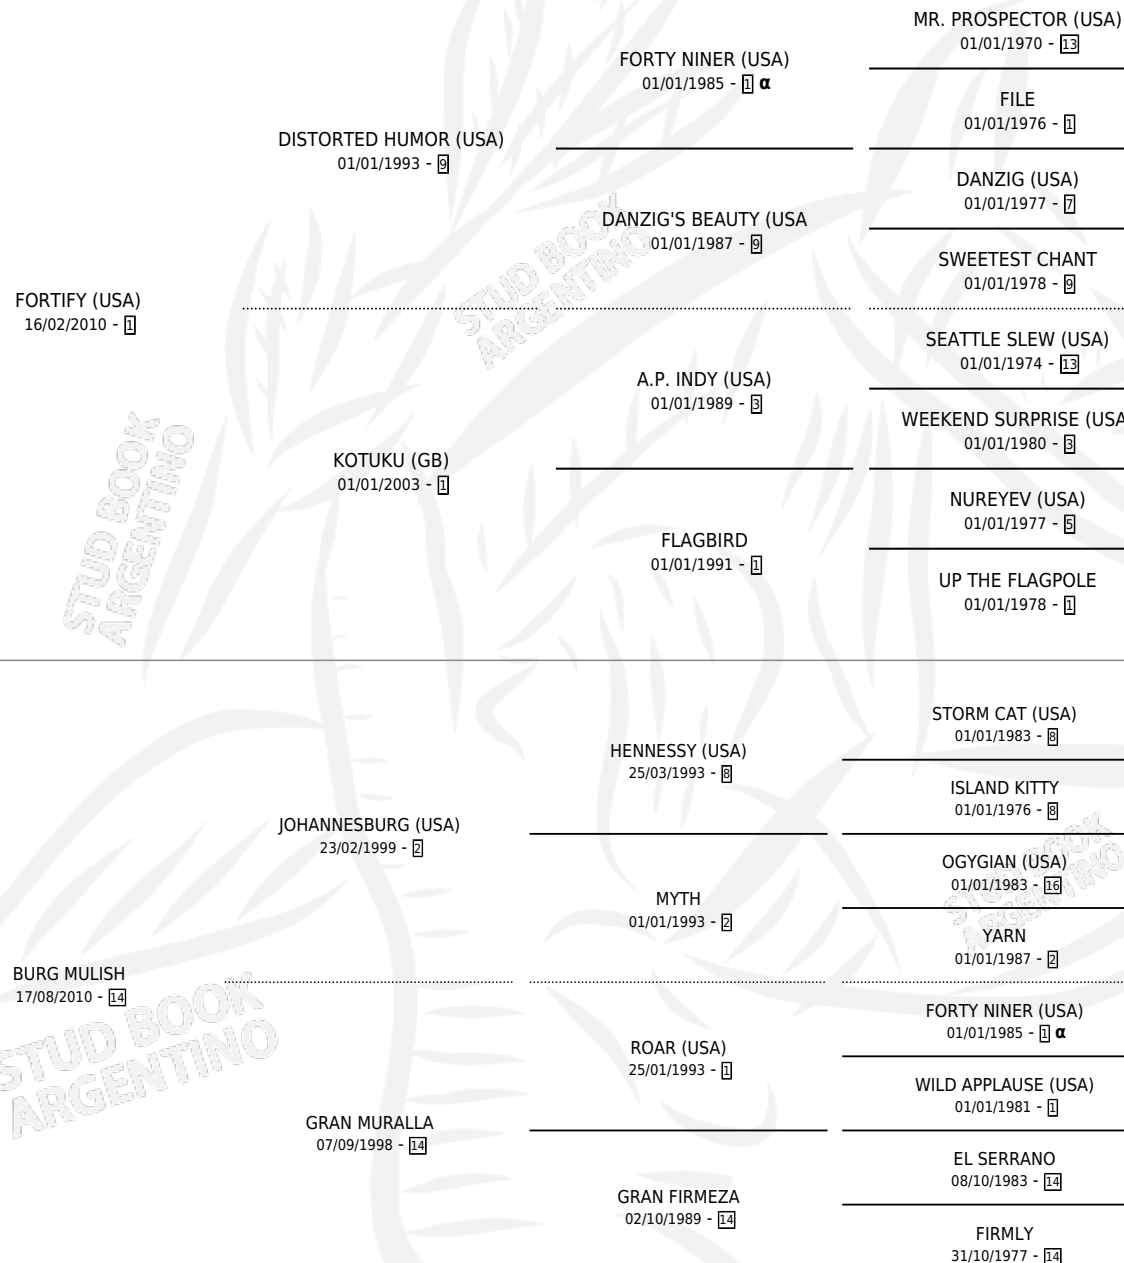 MR. PROSPECTOR (USA)
01/01/1970 - 13
FORTY NINER (USA)
01/01/1985 - 1 α
FILE
01/01/1976 - 1
DISTORTED HUMOR (USA)
01/01/1993 - 9
DANZIG (USA)
01/01/1977 - 7
DANZIG'S BEAUTY (USA
01/01/1987 - 9
SWEETEST CHANT
01/01/1978 - 9
FORTIFY (USA)
16/02/2010 - 1
SEATTLE SLEW (USA)
01/01/1974 - 13
A.P. INDY (USA)
01/01/1989 - 3
WEEKEND SURPRISE (USA
01/01/1980 - 3
KOTUKU (GB)
01/01/2003 - 1
NUREYEV (USA)
01/01/1977 - 5
FLAGBIRD
01/01/1991 - 1
UP THE FLAGPOLE
01/01/1978 - 1
STORM CAT (USA)
01/01/1983 - 8
HENNESSY (USA)
25/03/1993 - 8
ISLAND KITTY
01/01/1976 - 8
JOHANNESBURG (USA)
23/02/1999 - 2
OGYGIAN (USA)
01/01/1983 - 16
MYTH
01/01/1993 - 2
YARN
01/01/1987 - 2
BURG MULISH
17/08/2010 - 14
FORTY NINER (USA)
01/01/1985 - 1 α
ROAR (USA)
25/01/1993 - 1
WILD APPLAUSE (USA)
01/01/1981 - 1
GRAN MURALLA
07/09/1998 - 14
EL SERRANO
08/10/1983 - 14
GRAN FIRMEZA
02/10/1989 - 14
FIRMLY
31/10/1977 - 14
STUD BOOK
ARGENTINO
STUD BOOK
ARGENTINO
STUD BOOK
ARGENTINO
STUD BOOK
ARGENTINO